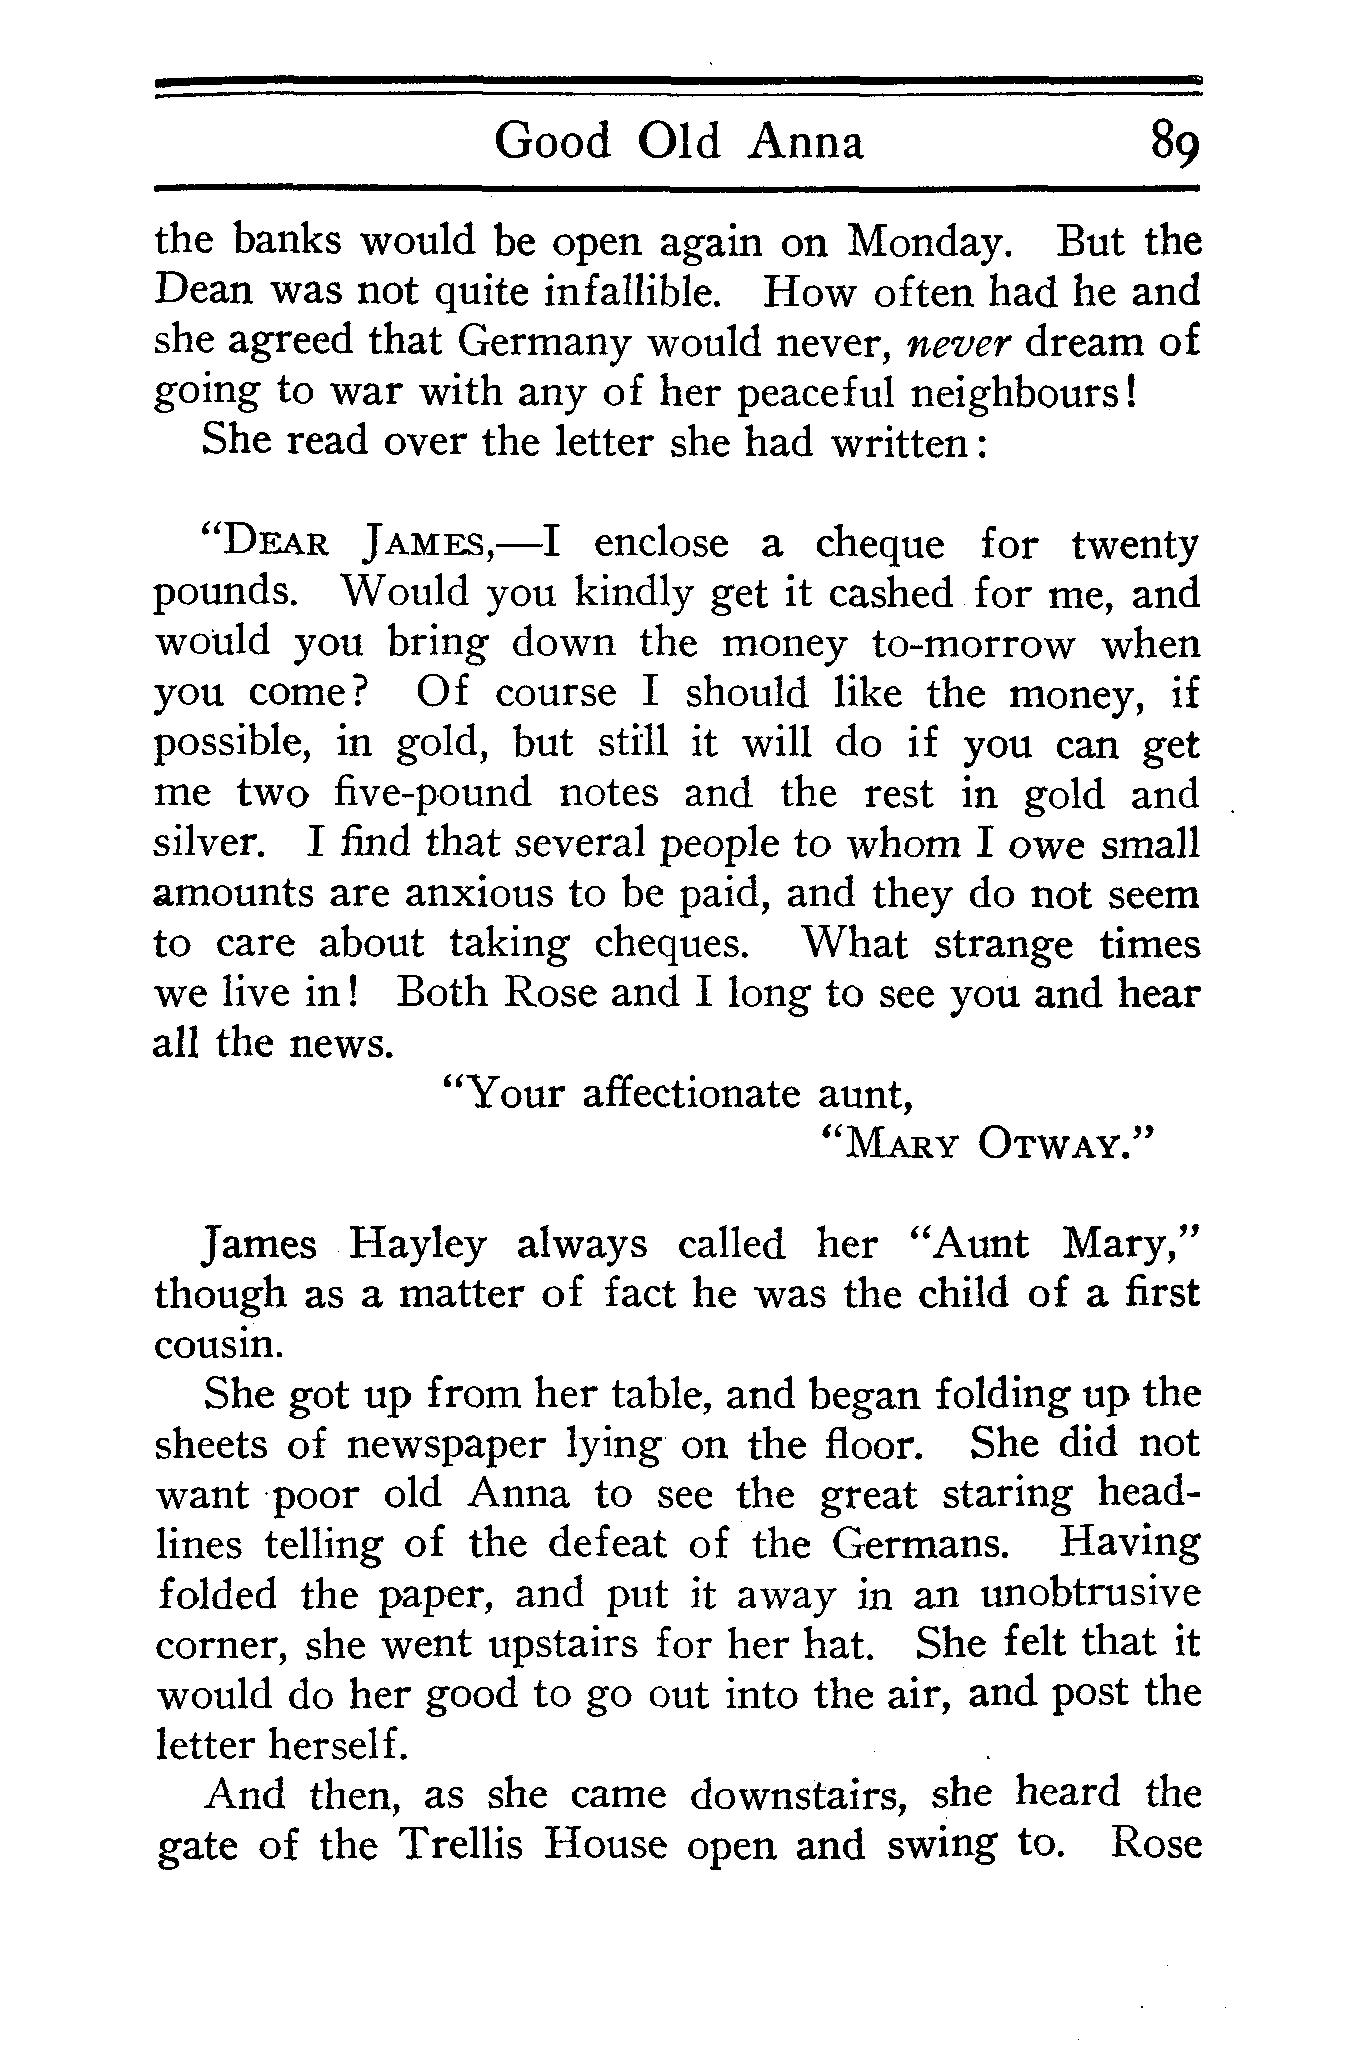 Good Old Anna 89
the banks would be open again on Monday. But the
Dean was not quite infallible. How often had he and
she agreed that Germany would never, never dream of
going to war with any of her peaceful neighbours!
She read over the letter she had written:
“DEAR JAMES,—I enclose a cheque for twenty
pounds. Would you kindly get it cashed for me, and
would you bring down the money to-morrow when
you come? Of course I should like the money, if
possible, in gold, but still it will do if you can get
me two five-pound notes and the rest in gold and
silver. I find that several people to whom I owe small
amounts are anxious to be paid, and they do not seem
to care about taking cheques. What strange times
we live in! Both Rose and I long to see you and hear
all the news.
“Your affectionate aunt,
“MARY OTWAY.”
James Hayley always called her “Aunt Mary,”
though as a matter of fact he was the child of a first
cousin.
She got up from her table, and began folding up the
sheets of newspaper lying on the floor. She did not
want poor old Anna to see the great staring head-
lines telling of the defeat of the Germans. Having
folded the paper, and put it away in an unobtrusive
corner, she went upstairs for her hat. She felt that it
would do her good to go out into the air, and post the
letter herself.
And then, as she came downstairs, she heard the
gate of the Trellis House open and swing to. Rose